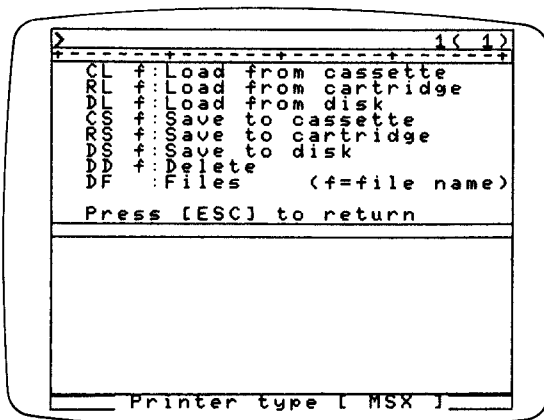 > 1( 1)
+-----+-----+-----+-----+
CL f:Load from cassette
RL f:Load from cartridge
DL f:Load from disk
CS f:Save to cassette
RS f:Save to cartridge
DS f:Save to disk
DD f:Delete
DF :Files (f=file name)
Press [ESC] to return
Printer type [ MSX ]